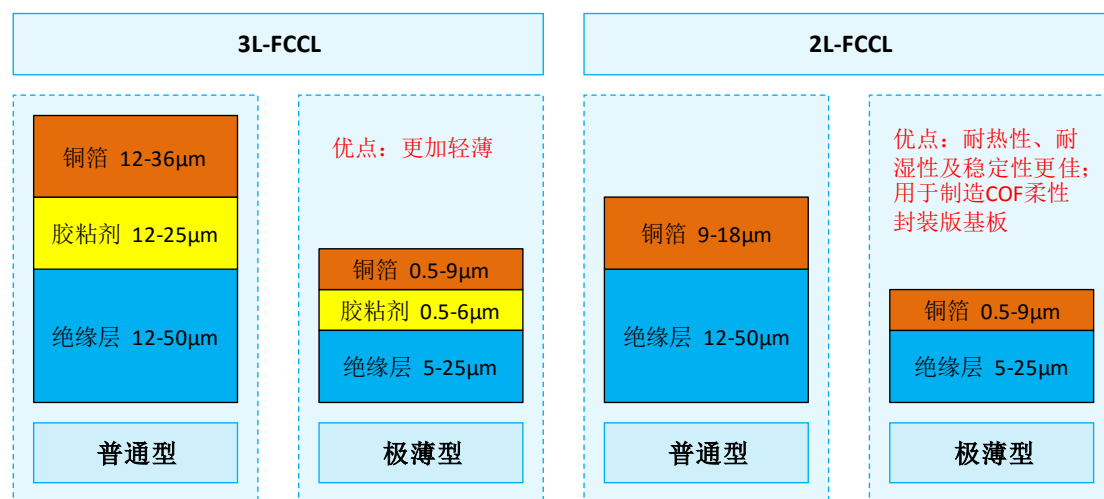 3L-FCCL
铜箔 12-36μm
胶粘剂 12-25μm
绝缘层 12-50μm
普通型
优点：更加轻薄
铜箔 0.5-9μm
胶粘剂 0.5-6μm
绝缘层 5-25μm
极薄型
2L-FCCL
铜箔 9-18μm
绝缘层 12-50μm
普通型
优点：耐热性、耐
湿性及稳定性更佳；
用于制造COF柔性
封装版基板
铜箔 0.5-9μm
绝缘层 5-25μm
极薄型